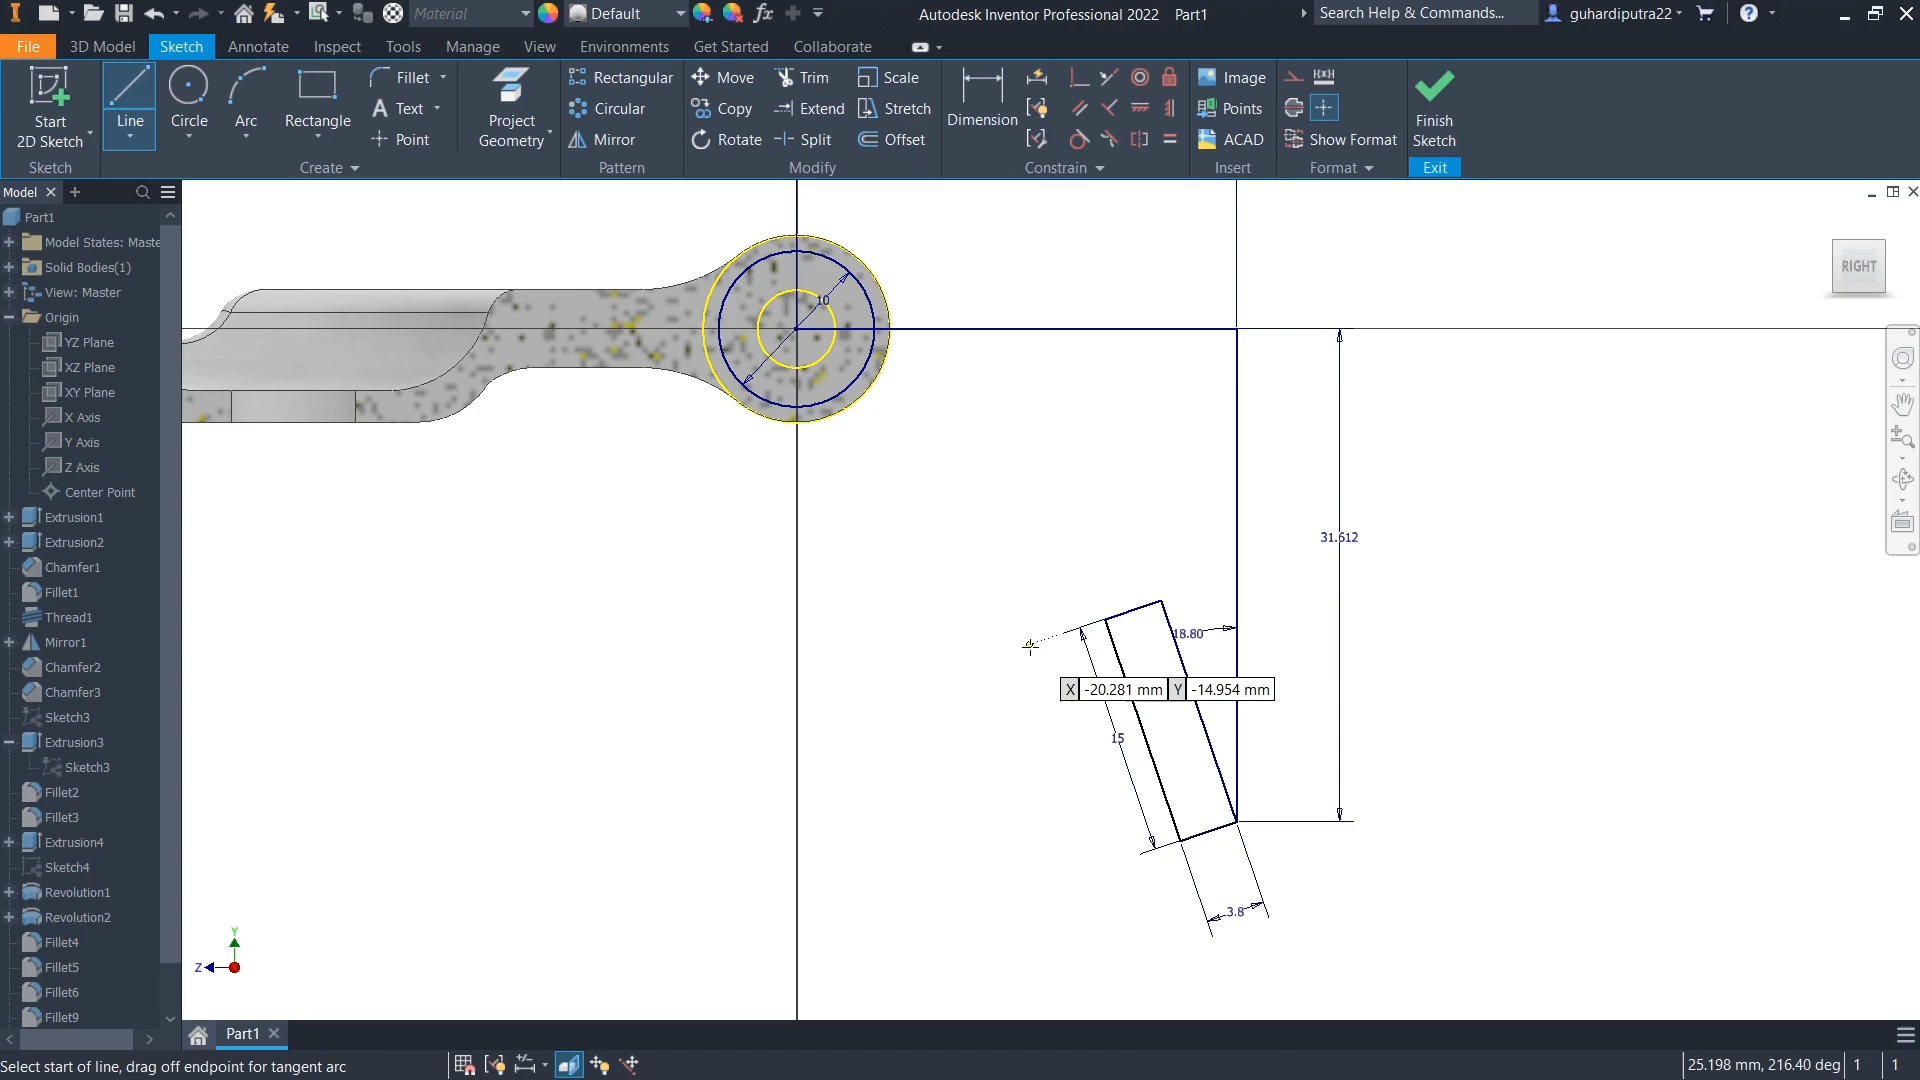 Material
Default
Autodesk Inventor Professional 2022 Part1
Search Help & Commands...
guhardiputra22
File
3D Model
Sketch
Annotate
Inspect
Tools
Manage
View
Environments
Get Started
Collaborate
Start
2D Sketch
Line
Circle
Arc
Rectangle
Fillet
Text
Point
Project
Geometry
Rectangular
Circular
Mirror
Move
Copy
Rotate
Trim
Extend
Split
Scale
Stretch
Offset
Dimension
Image
Points
ACAD
Show Format
Finish
Sketch
Sketch
Create
Pattern
Modify
Constrain
Insert
Format
Exit
Model
Part1
Model States: Maste
Solid Bodies(1)
View: Master
Origin
YZ Plane
XZ Plane
XY Plane
X Axis
Y Axis
Z Axis
Center Point
Extrusion1
Extrusion2
Chamfer1
Fillet1
Thread1
Mirror1
Chamfer2
Chamfer3
Sketch3
Extrusion3
Sketch3
Fillet2
Fillet3
Extrusion4
Sketch4
Revolution1
Revolution2
Fillet4
Fillet5
Fillet6
Fillet9
RIGHT
10
31.612
18.80
X -20.281 mm Y -14.954 mm
15
3.8
Y
Z
Part1
Select start of line, drag off endpoint for tangent arc
25.198 mm, 216.40 deg 1 1